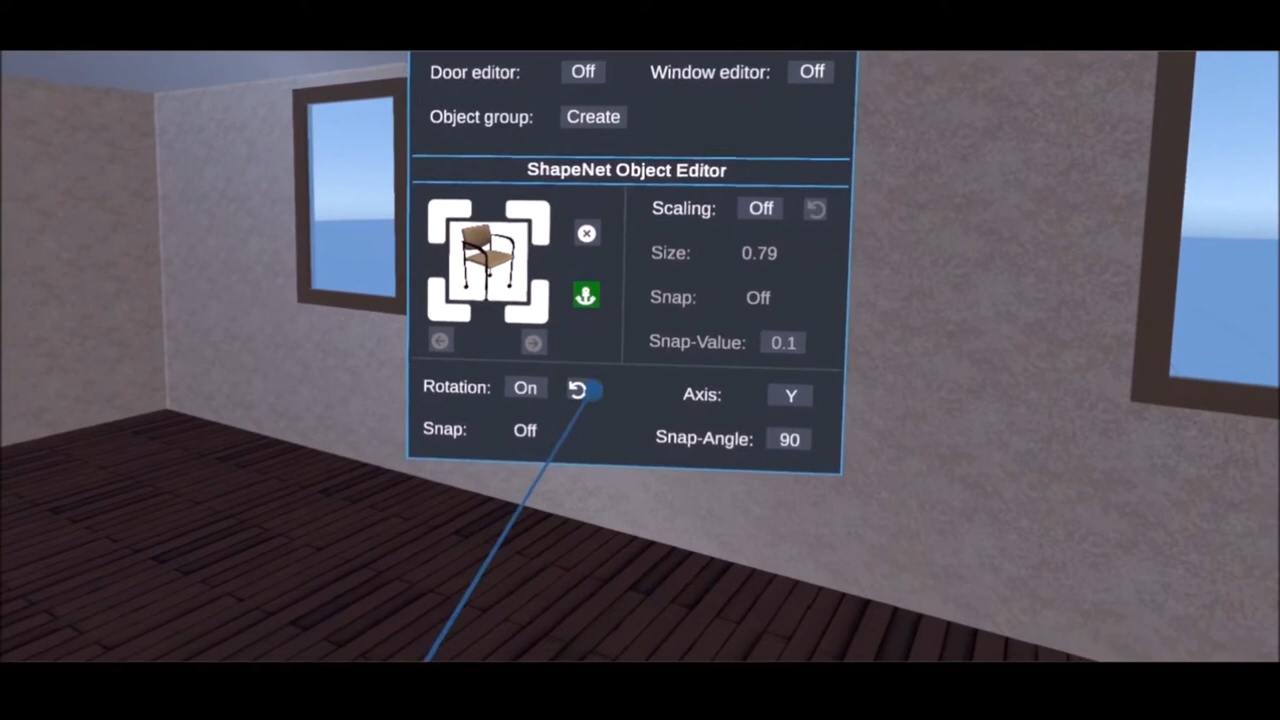 Door editor: Off Window editor: Off
Object group: Create
ShapeNet Object Editor
Scaling: Off
Size: 0.79
Snap: Off
Snap-Value: 0.1
Rotation: On Axis: Y
Snap: Off Snap-Angle: 90